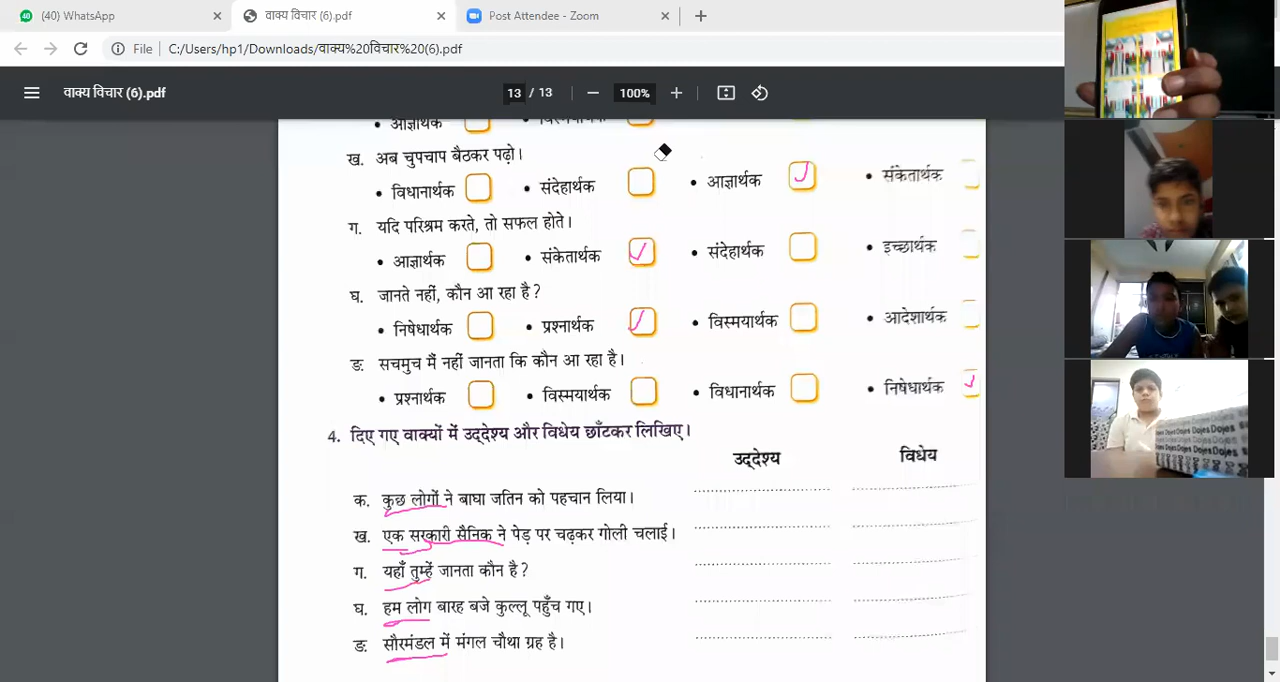 (40) WhatsApp
वाक्य विचार (6).pdf
Post Attendee - Zoom
File
C:/Users/hp1/Downloads/वाक्य%20विचार%20(6).pdf
वाक्य विचार (6).pdf
13 / 13
100%
• आज्ञार्थक
ख. अब चुपचाप बैठकर पढ़ो।
• विधानार्थक • संदेहार्थक • आज्ञार्थक • संकेतार्थक
ग. यदि परिश्रम करते, तो सफल होते।
• आज्ञार्थक • संकेतार्थक • संदेहार्थक • इच्छार्थक
घ. जानते नहीं, कौन आ रहा है?
• निषेधार्थक • प्रश्नार्थक • विस्मयार्थक • आदेशार्थक
ङ. सचमुच मैं नहीं जानता कि कौन आ रहा है।
• प्रश्नार्थक • विस्मयार्थक • विधानार्थक • निषेधार्थक
4. दिए गए वाक्यों में उद्देश्य और विधेय छाँटकर लिखिए।
उद्देश्य विधेय
क. कुछ लोगों ने बाघा जतिन को पहचान लिया।
ख. एक सरकारी सैनिक ने पेड़ पर चढ़कर गोली चलाई।
ग. यहाँ तुम्हें जानता कौन है?
घ. हम लोग बारह बजे कुल्लू पहुँच गए।
ङ. सौरमंडल में मंगल चौथा ग्रह है।